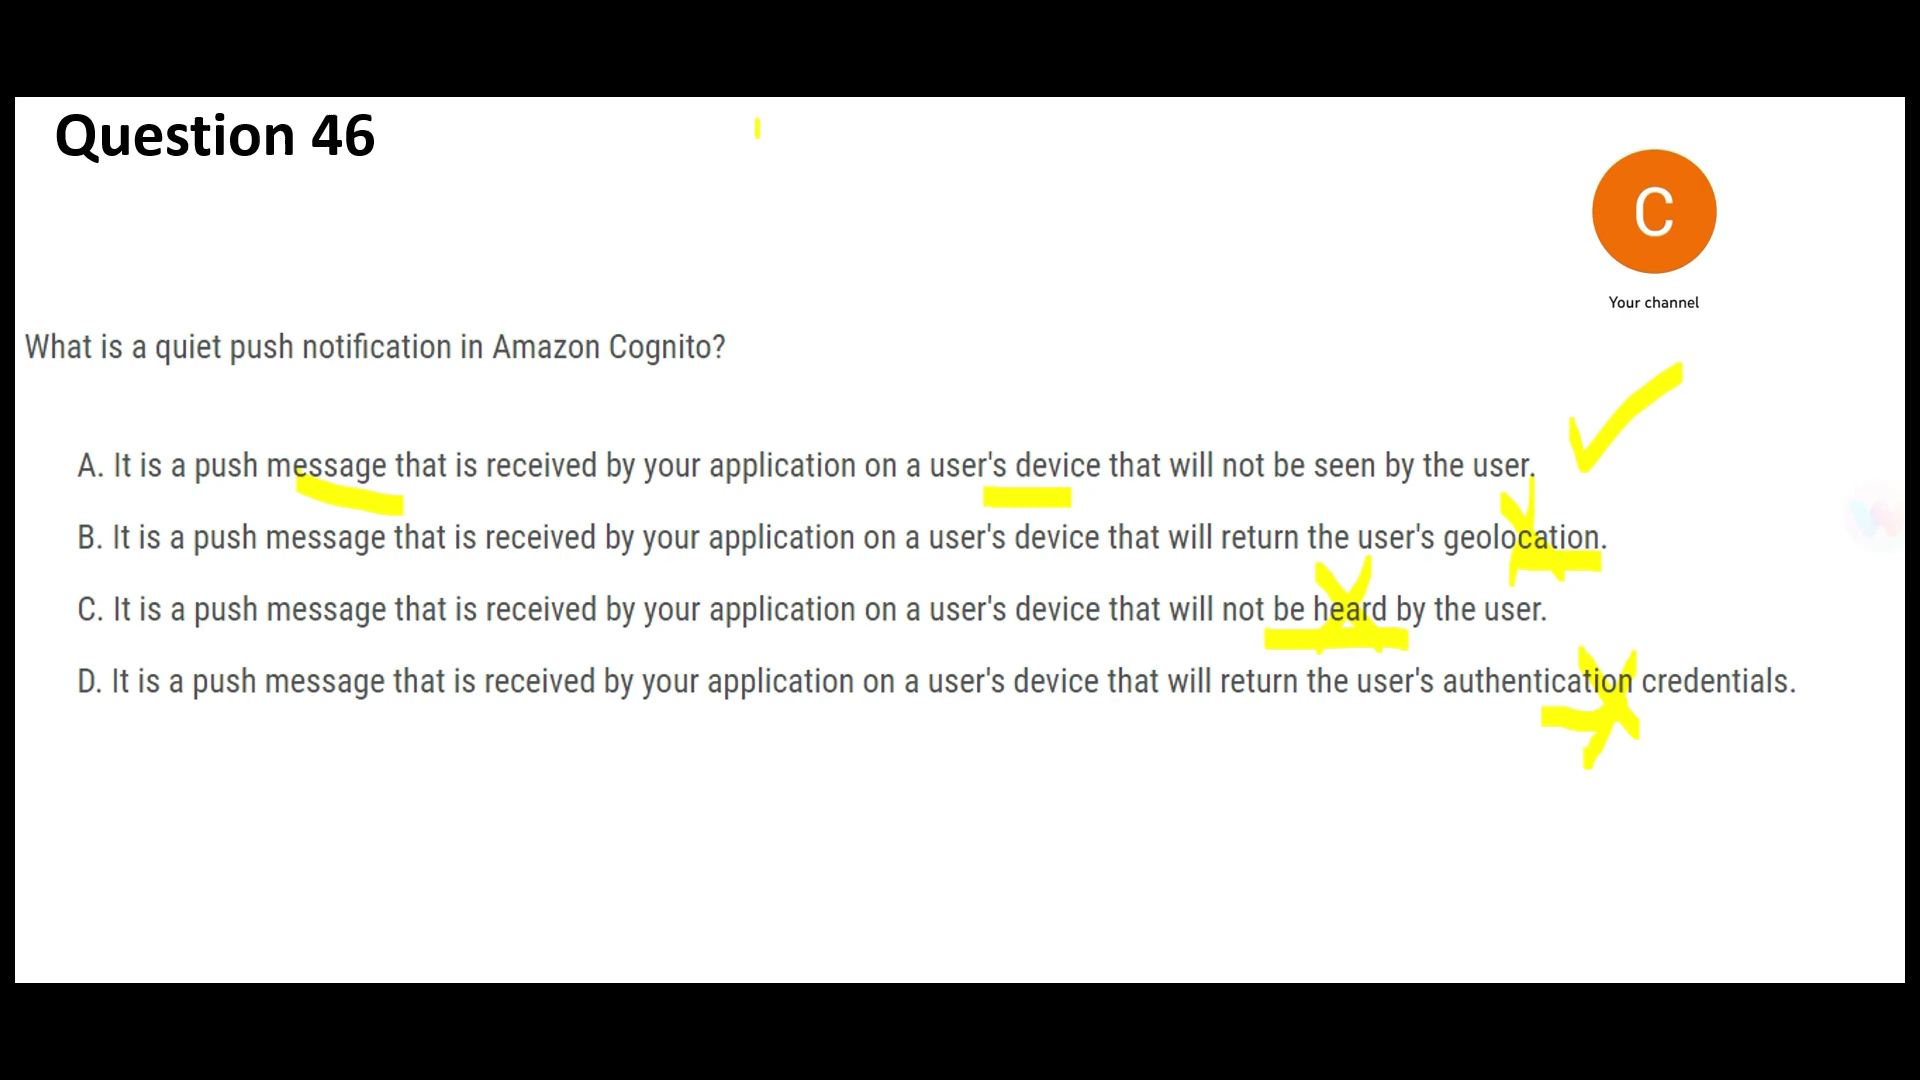 Question 46
C
Your channel
What is a quiet push notification in Amazon Cognito?
A. It is a push message that is received by your application on a user's device that will not be seen by the user.
B. It is a push message that is received by your application on a user's device that will return the user's geolocation.
C. It is a push message that is received by your application on a user's device that will not be heard by the user.
D. It is a push message that is received by your application on a user's device that will return the user's authentication credentials.